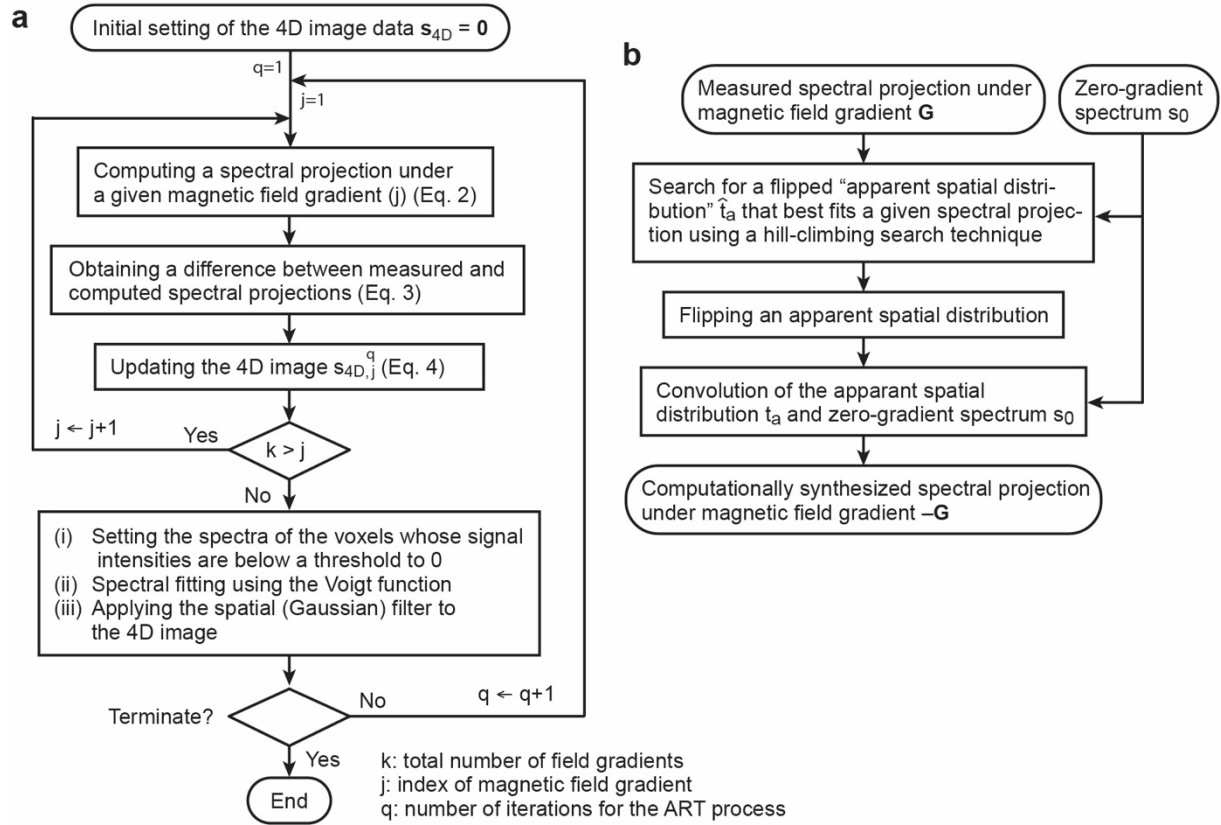 a
Initial setting of the 4D image data s4D = 0
q=1
j=1
Computing a spectral projection under
a given magnetic field gradient (j) (Eq. 2)
Obtaining a difference between measured and
computed spectral projections (Eq. 3)
Updating the 4D image s4D,j^q (Eq. 4)
j ← j+1
Yes
k > j
No
(i) Setting the spectra of the voxels whose signal
intensities are below a threshold to 0
(ii) Spectral fitting using the Voigt function
(iii) Applying the spatial (Gaussian) filter to
the 4D image
Terminate?
No
q ← q+1
Yes
End
k: total number of field gradients
j: index of magnetic field gradient
q: number of iterations for the ART process
b
Measured spectral projection under
magnetic field gradient G
Zero-gradient
spectrum s0
Search for a flipped “apparent spatial distri-
bution” t̂a that best fits a given spectral projec-
tion using a hill-climbing search technique
Flipping an apparent spatial distribution
Convolution of the apparant spatial
distribution ta and zero-gradient spectrum s0
Computationally synthesized spectral projection
under magnetic field gradient –G